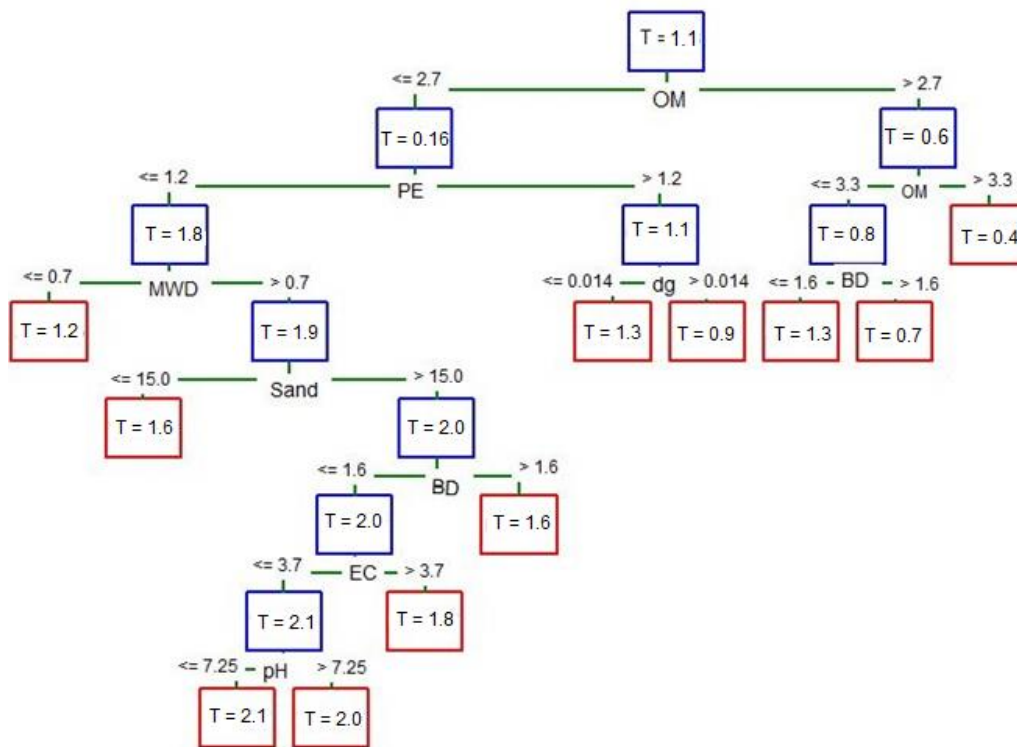 T = 1.1
<= 2.7
> 2.7
OM
T = 0.16
T = 0.6
<= 1.2
PE
> 1.2
<= 3.3
OM
> 3.3
T = 1.8
T = 1.1
T = 0.8
T = 0.4
<= 0.7
MWD
> 0.7
<= 0.014
dg
> 0.014
<= 1.6
BD
> 1.6
T = 1.2
T = 1.9
T = 1.3
T = 0.9
T = 1.3
T = 0.7
<= 15.0
Sand
> 15.0
T = 1.6
T = 2.0
<= 1.6
BD
> 1.6
T = 2.0
T = 1.6
<= 3.7
EC
> 3.7
T = 2.1
T = 1.8
<= 7.25
pH
> 7.25
T = 2.1
T = 2.0